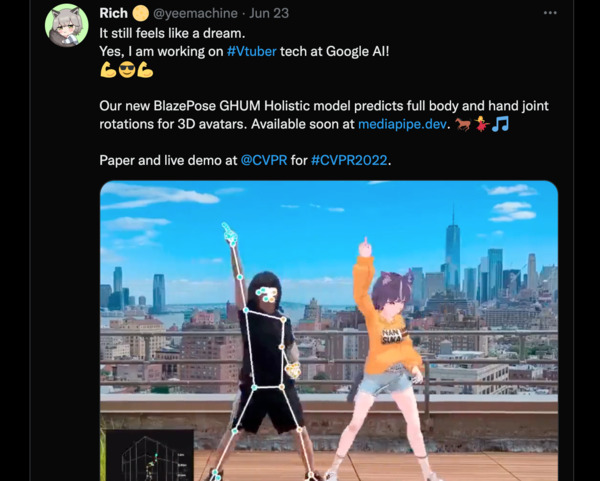 Rich 🌕 @yeemachine · Jun 23
It still feels like a dream.
Yes, I am working on #Vtuber tech at Google AI!
💪😎💪
Our new BlazePose GHUM Holistic model predicts full body and hand joint
rotations for 3D avatars. Available soon at mediapipe.dev. 🐎💃🎵
Paper and live demo at @CVPR for #CVPR2022.